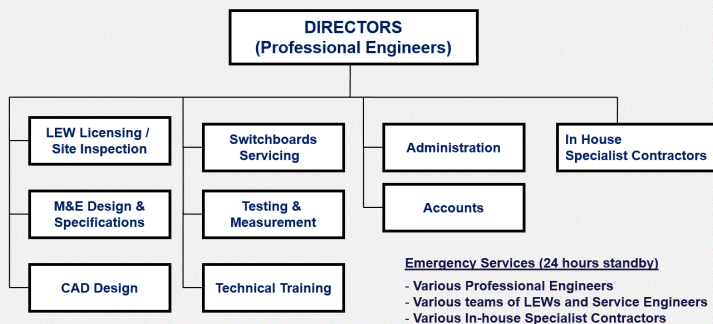 DIRECTORS
(Professional Engineers)
LEW Licensing /
Site Inspection
Switchboards
Servicing
Administration
In House
Specialist Contractors
M&E Design &
Specifications
Testing &
Measurement
Accounts
CAD Design
Technical Training
Emergency Services (24 hours standby)
- Various Professional Engineers
- Various teams of LEWs and Service Engineers
- Various In-house Specialist Contractors